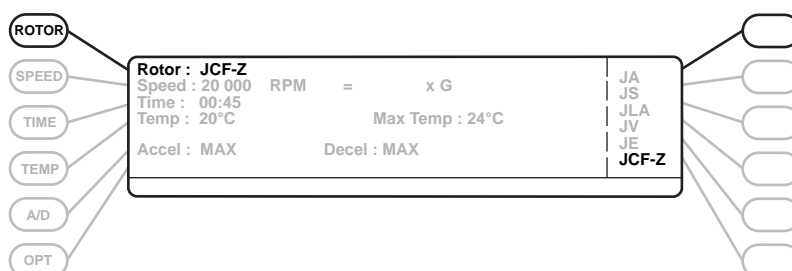 ROTOR
SPEED
TIME
TEMP
A/D
OPT
Rotor : JCF-Z
Speed : 20 000 RPM = x G
Time : 00:45
Temp : 20°C Max Temp : 24°C
Accel : MAX Decel : MAX
JA
JS
JLA
JV
JE
JCF-Z